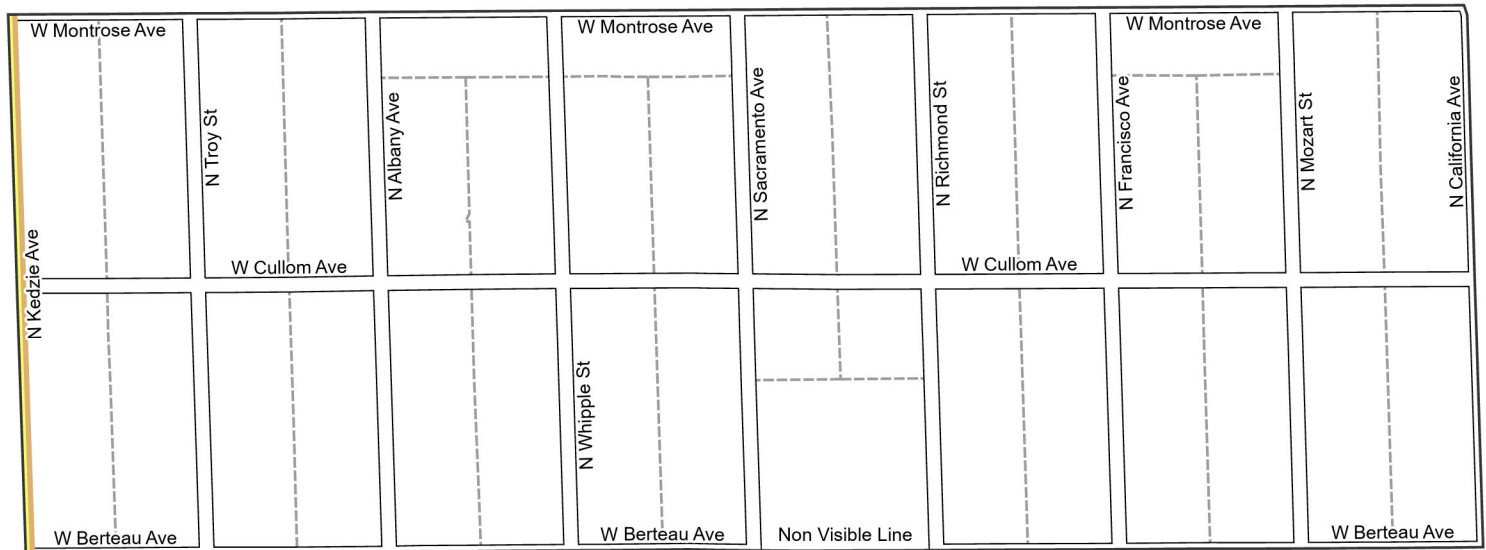 W Montrose Ave
W Montrose Ave
W Montrose Ave
N Troy St
N Albany Ave
N Sacramento Ave
N Richmond St
N Francisco Ave
N Mozart St
N California Ave
N Kedzie Ave
W Cullom Ave
W Cullom Ave
N Whipple St
W Berteau Ave
W Berteau Ave
Non Visible Line
W Berteau Ave